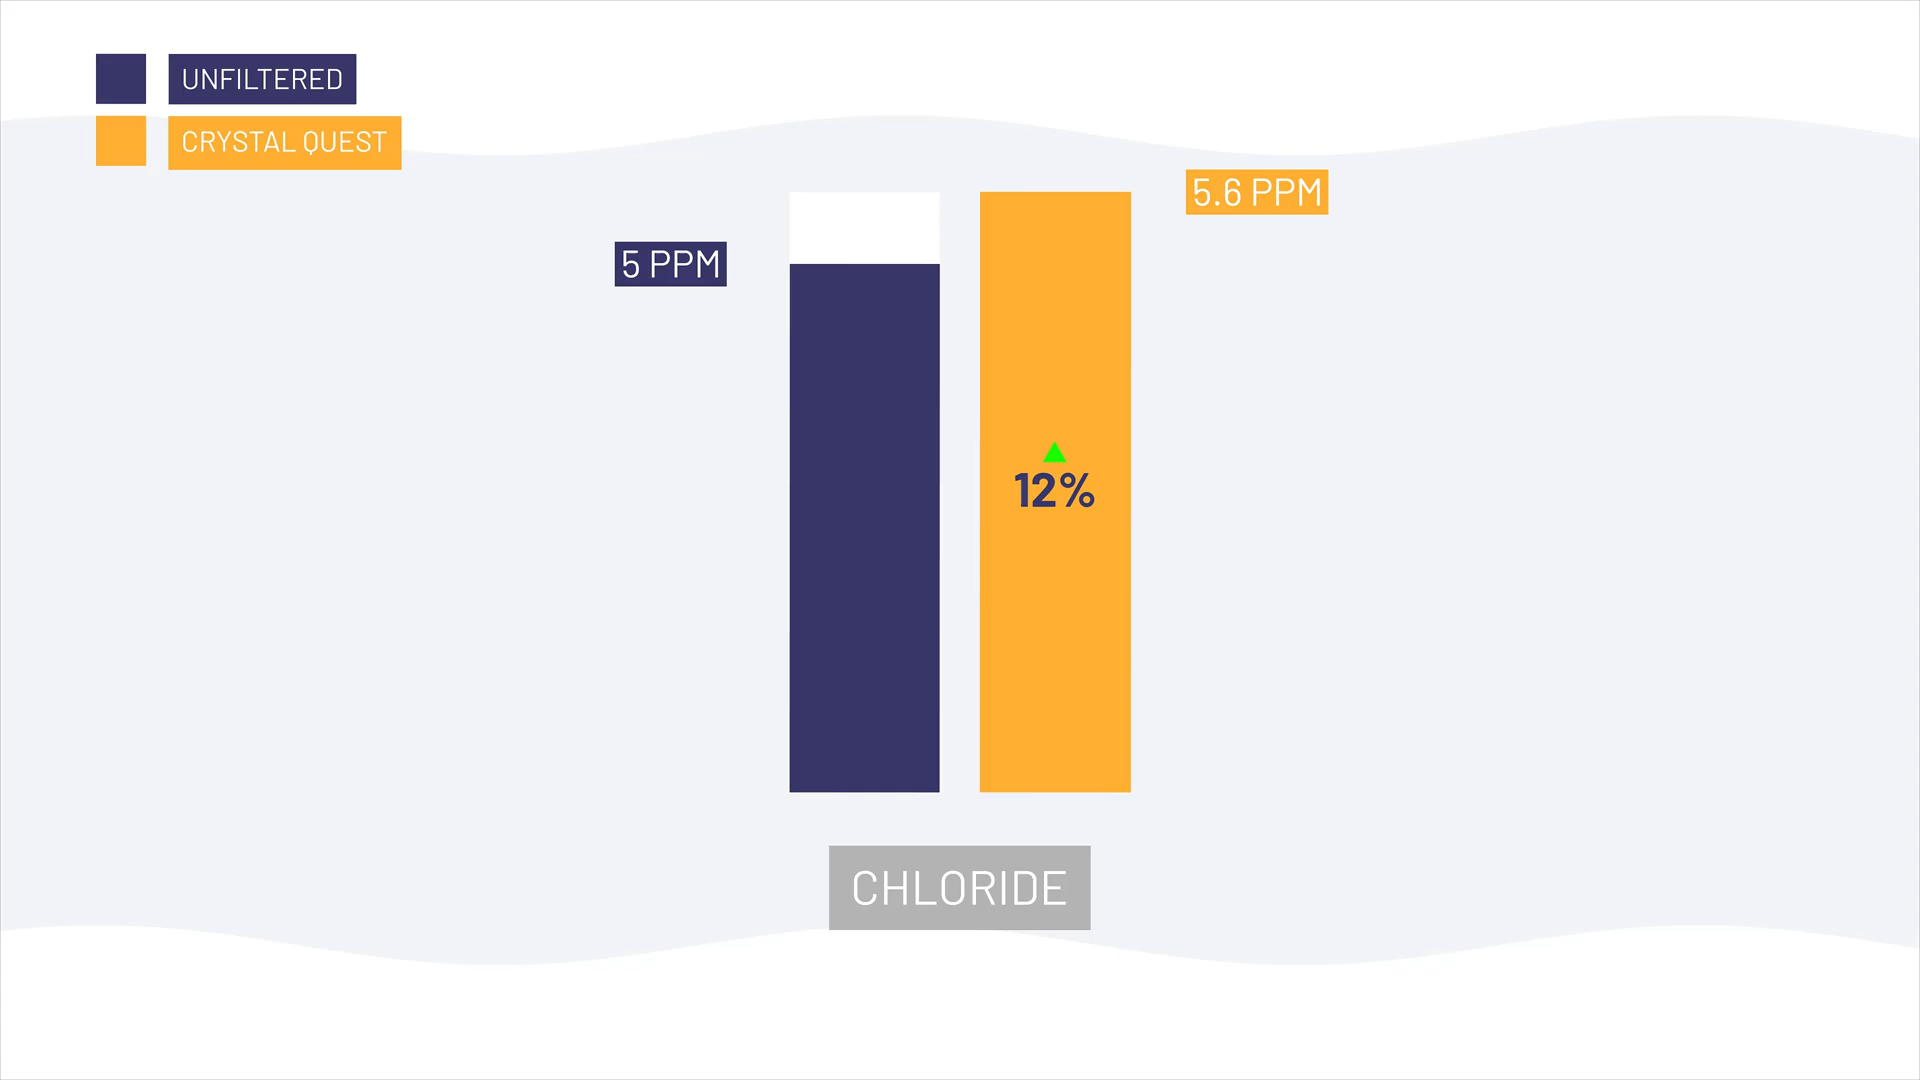 UNFILTERED
CRYSTAL QUEST
5.6 PPM
5 PPM
12%
CHLORIDE